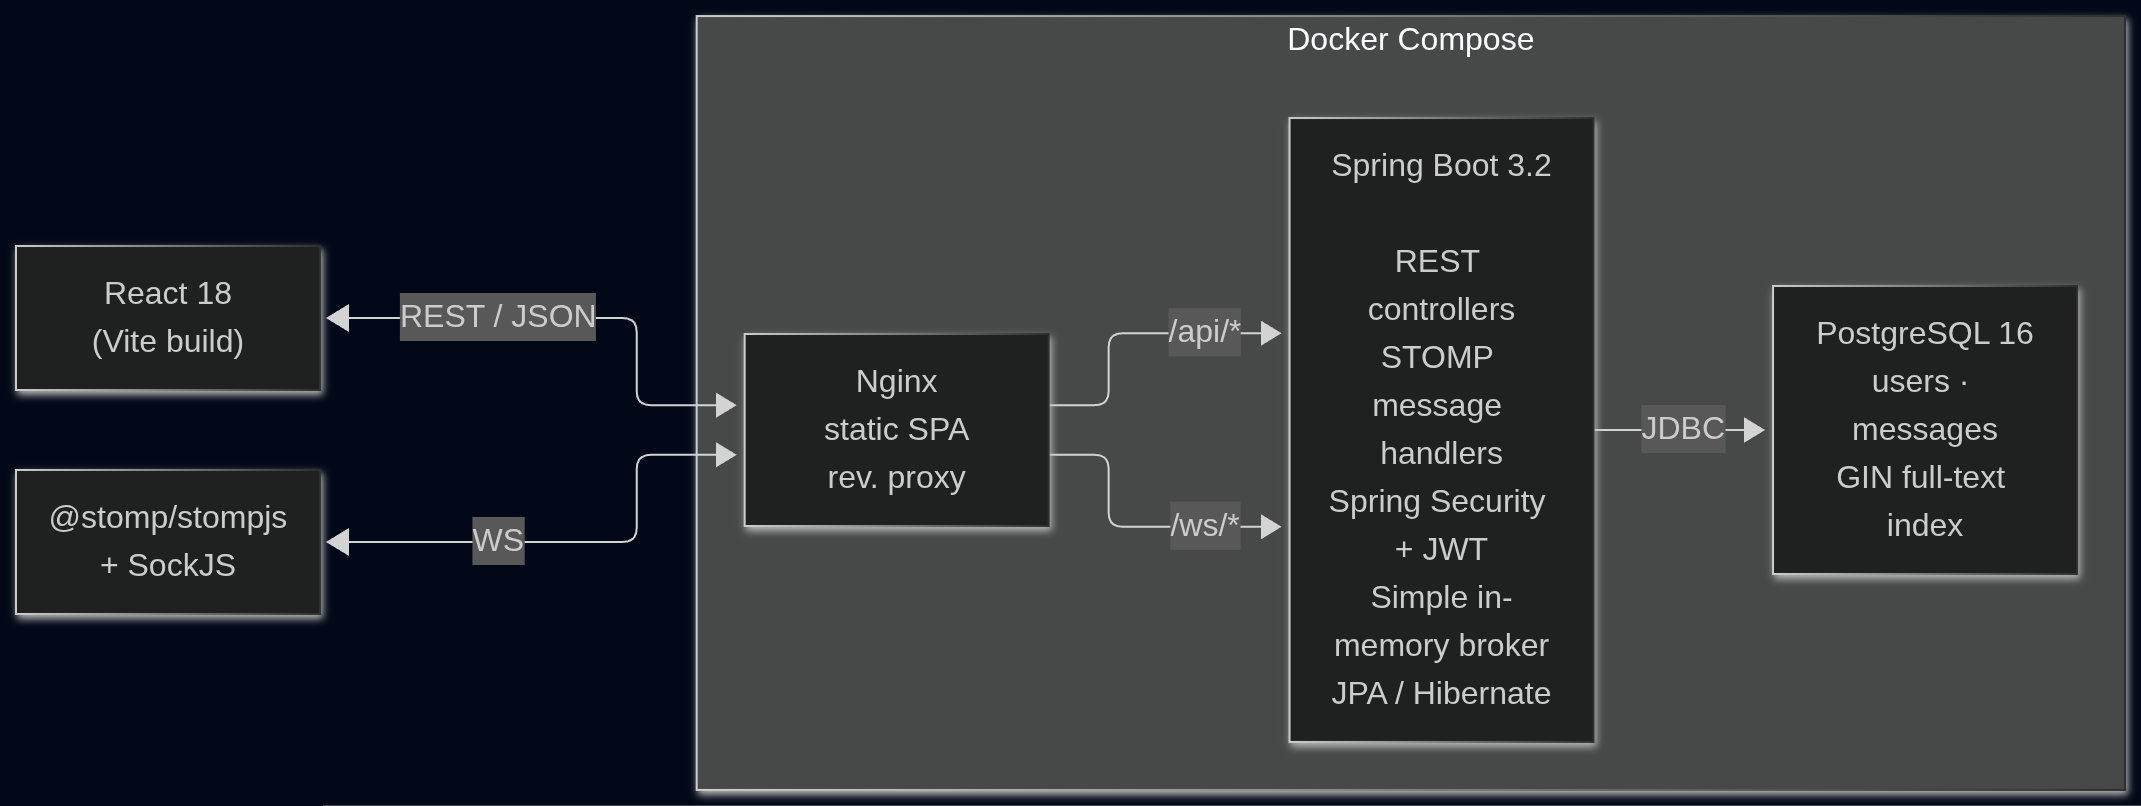 Docker Compose
React 18
(Vite build)
REST / JSON
@stomp/stompjs
+ SockJS
WS
Nginx
static SPA
rev. proxy
/api/*
/ws/*
Spring Boot 3.2
REST
controllers
STOMP
message
handlers
Spring Security
+ JWT
Simple in-
memory broker
JPA / Hibernate
JDBC
PostgreSQL 16
users ·
messages
GIN full-text
index